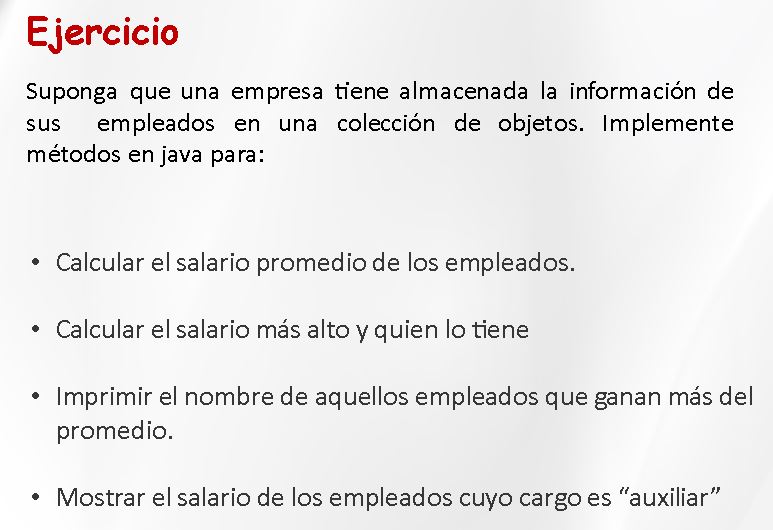 Ejercicio
Suponga que una empresa tiene almacenada la información de
sus empleados en una colección de objetos. Implemente
métodos en java para:
• Calcular el salario promedio de los empleados.
• Calcular el salario más alto y quien lo tiene
• Imprimir el nombre de aquellos empleados que ganan más del
promedio.
• Mostrar el salario de los empleados cuyo cargo es “auxiliar”